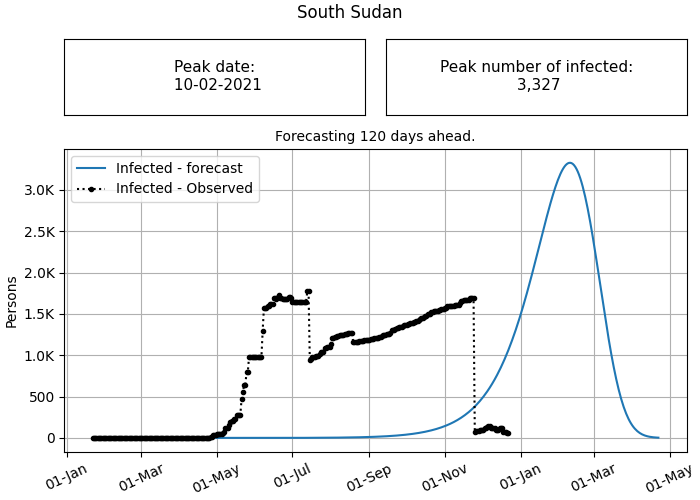 South Sudan
Peak date:
10-02-2021
Peak number of infected:
3,327
Forecasting 120 days ahead.
Infected - forecast
Infected - Observed
3.0K
2.5K
2.0K
1.5K
1.0K
500
0
Persons
01-Jan
01-Mar
01-May
01-Jul
01-Sep
01-Nov
01-Jan
01-Mar
01-May